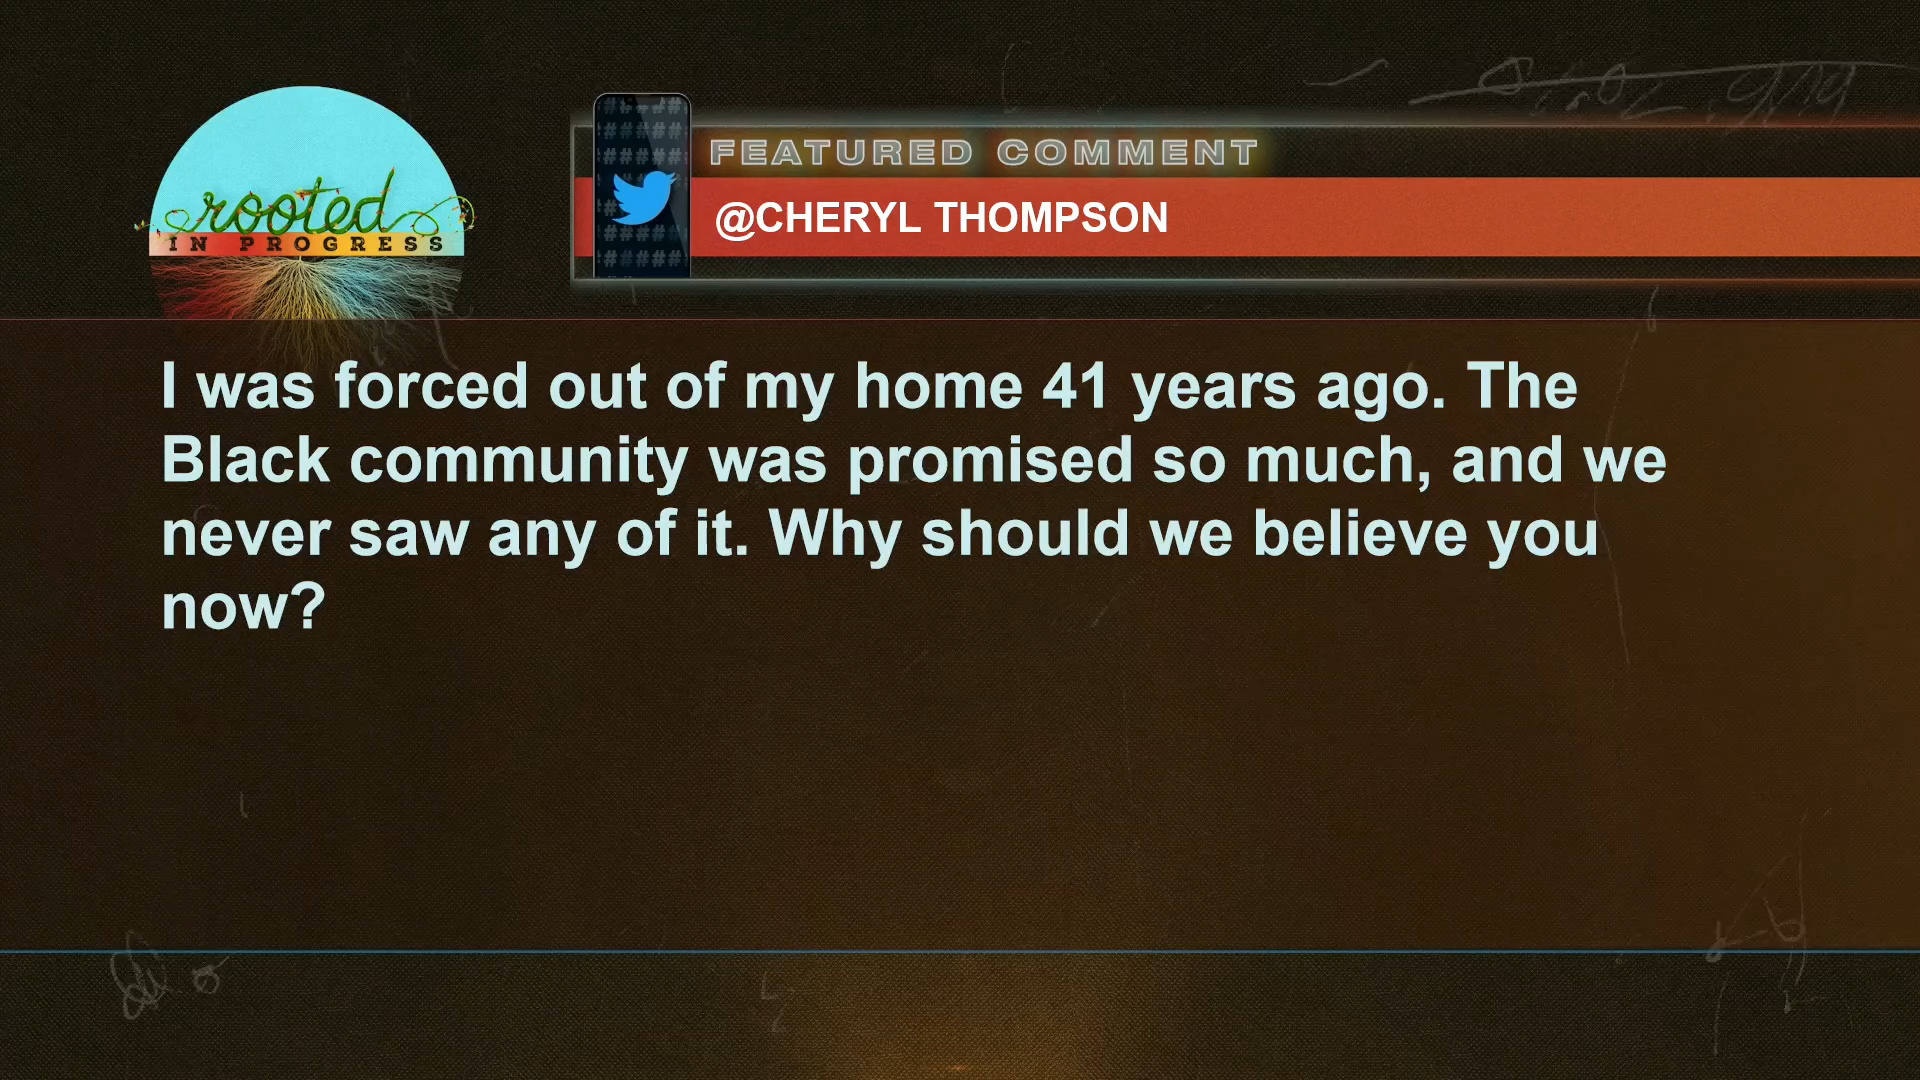 rooted
IN PROGRESS
FEATURED COMMENT
@CHERYL THOMPSON
I was forced out of my home 41 years ago. The
Black community was promised so much, and we
never saw any of it. Why should we believe you
now?